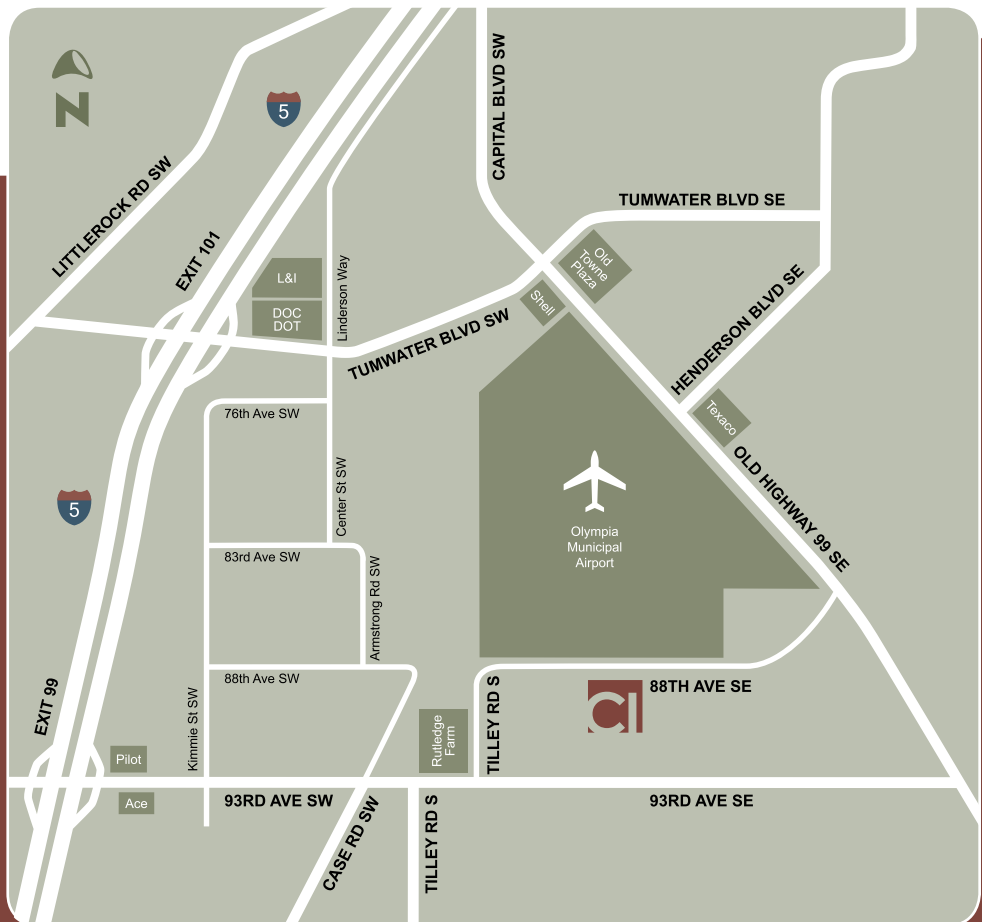 N
5
CAPITAL BLVD SW
LITTLEROCK RD SW
TUMWATER BLVD SE
EXIT 101
L&I
DOC
DOT
Linderson Way
Old
Towne
Plaza
Shell
TUMWATER BLVD SW
HENDERSON BLVD SE
76th Ave SW
Texaco
OLD HIGHWAY 99 SE
5
Center St SW
Olympia
Municipal
Airport
83rd Ave SW
Armstrong Rd SW
88th Ave SW
88TH AVE SE
CI
EXIT 99
Kimmie St SW
Rutledge
Farm
TILLEY RD S
Pilot
Ace
93RD AVE SW
93RD AVE SE
CASE RD SW
TILLEY RD S